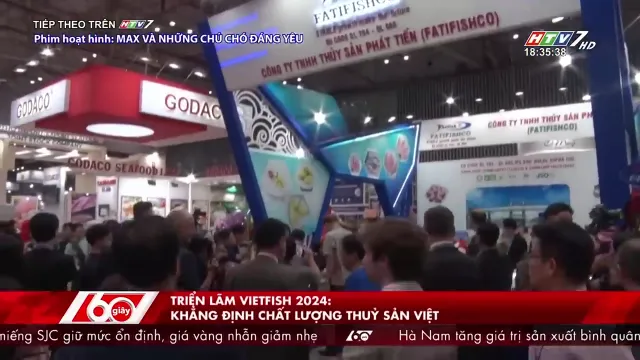 TIẾP THEO TRÊN HTV7
Phim hoạt hình: MAX VÀ NHỮNG CHÚ CHÓ ĐÁNG YÊU
HTV7 HD
18:35:38
FATIFISHCO
CÔNG TY TNHH THỦY SẢN PHÁT TIẾN (FATIFISHCO)
GODACO
GODACO
GODACO SEAFOOD
FATIFISHCO
CÔNG TY TNHH THỦY SẢN
(FATIFISHCO)
60 giây
TRIỂN LÃM VIETFISH 2024:
KHẲNG ĐỊNH CHẤT LƯỢNG THUỶ SẢN VIỆT
miếng SJC giữ mức ổn định, giá vàng nhẫn giảm nhẹ 60 giây Hà Nam tăng giá trị sản xuất bình quân